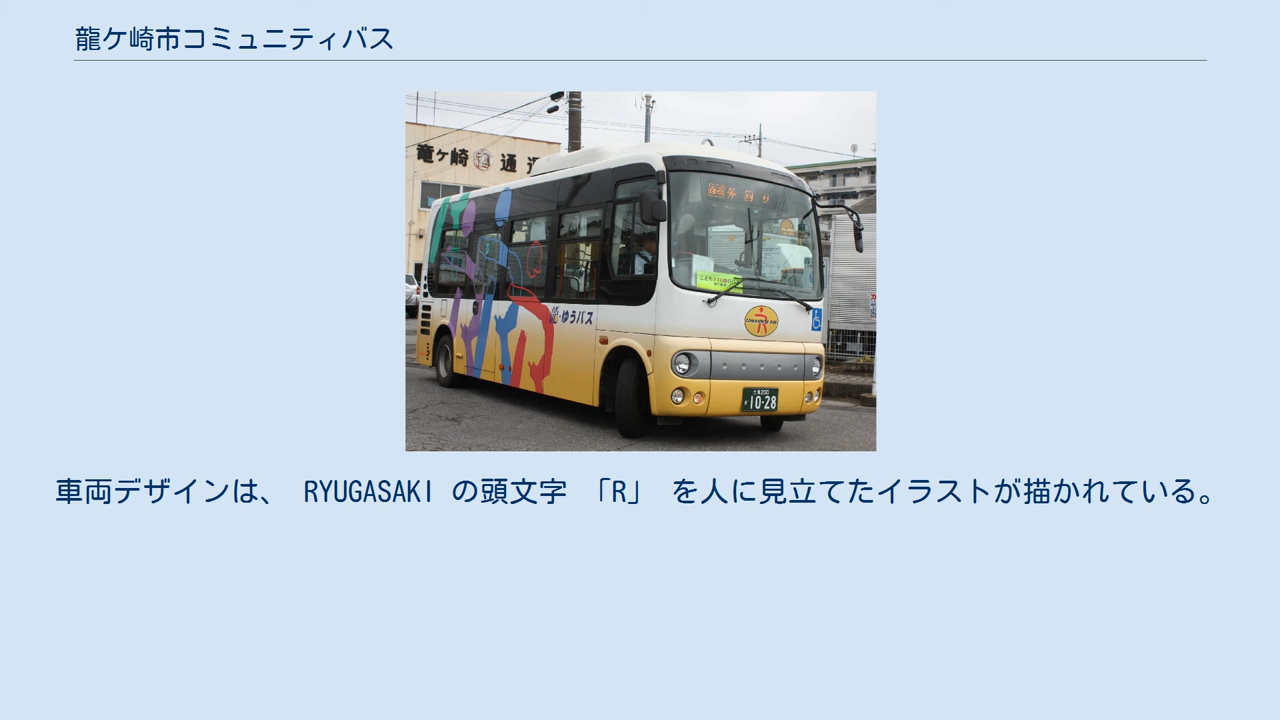 龍ケ崎市コミュニティバス
竜ヶ崎 通運
龍・ゆうバス
10-28
車両デザインは、 RYUGASAKI の頭文字 「R」 を人に見立てたイラストが描かれている。